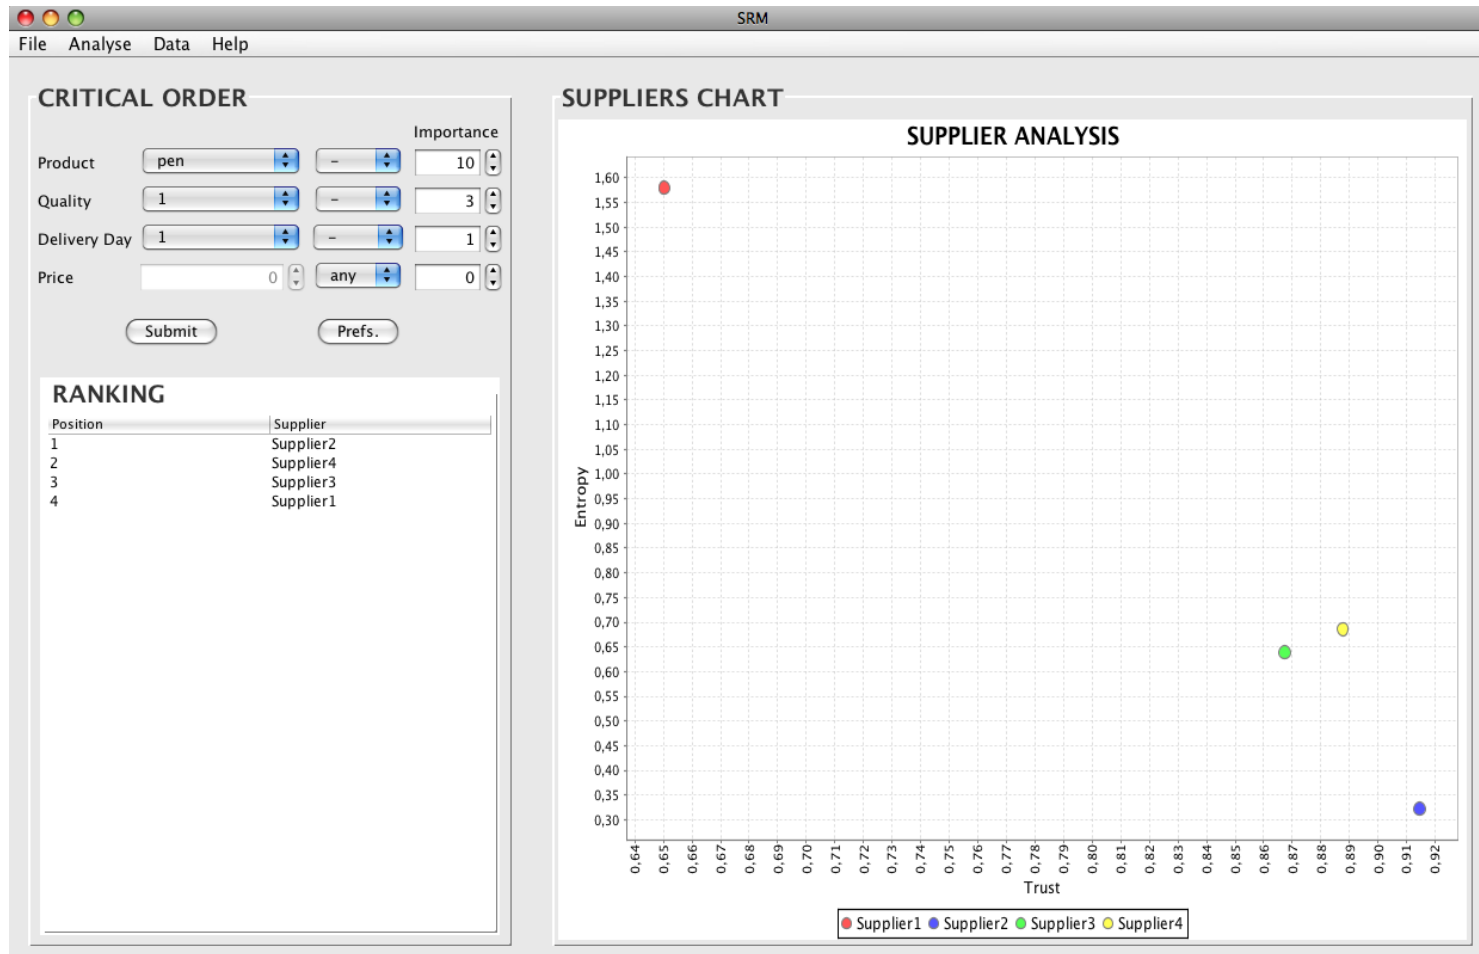 SRM
File Analyse Data Help
CRITICAL ORDER
Importance
Product pen - 10
Quality 1 - 3
Delivery Day 1 - 1
Price 0 any 0
Submit Prefs.
RANKING
Position Supplier
1 Supplier2
2 Supplier4
3 Supplier3
4 Supplier1
SUPPLIERS CHART
SUPPLIER ANALYSIS
Entropy
1,60
1,55
1,50
1,45
1,40
1,35
1,30
1,25
1,20
1,15
1,10
1,05
1,00
0,95
0,90
0,85
0,80
0,75
0,70
0,65
0,60
0,55
0,50
0,45
0,40
0,35
0,30
0,64 0,65 0,66 0,67 0,68 0,69 0,70 0,71 0,72 0,73 0,74 0,75 0,76 0,77 0,78 0,79 0,80 0,81 0,82 0,83 0,84 0,85 0,86 0,87 0,88 0,89 0,90 0,91 0,92
Trust
Supplier1 Supplier2 Supplier3 Supplier4